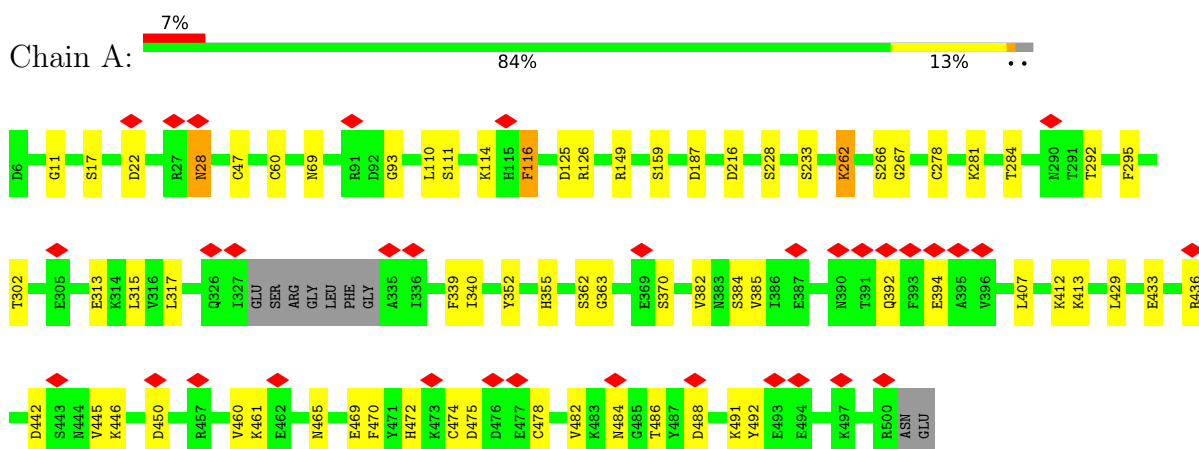 7%
Chain A:
84% 13% • •
D6 G11 S17 D22 R27 N28 C47 C60 N69 R91 D92 G93 L110 S111 K114 H115 F116 D125 R126 R149 S159 D187 D216 S228 S233 K262 S266 G267 C278 K281 T284 N290 T291 T292 F295
T302 E305 E313 K314 L315 V316 L317 Q326 I327 GLU SER ARG GLY LEU PHE GLY A335 I336 F339 I340 Y352 H355 S362 G363 E369 S370 V382 N383 S384 V385 I386 E387 N390 T391 Q392 F393 E394 A395 V396 L407 K412 K413 L429 E433 R436
D442 S443 N444 V445 K446 D450 R457 V460 K461 E462 N465 E469 F470 Y471 H472 K473 C474 D475 D476 E477 C478 V482 K483 N484 G485 T486 Y487 D488 K491 Y492 E493 E494 K497 R500 ASN GLU